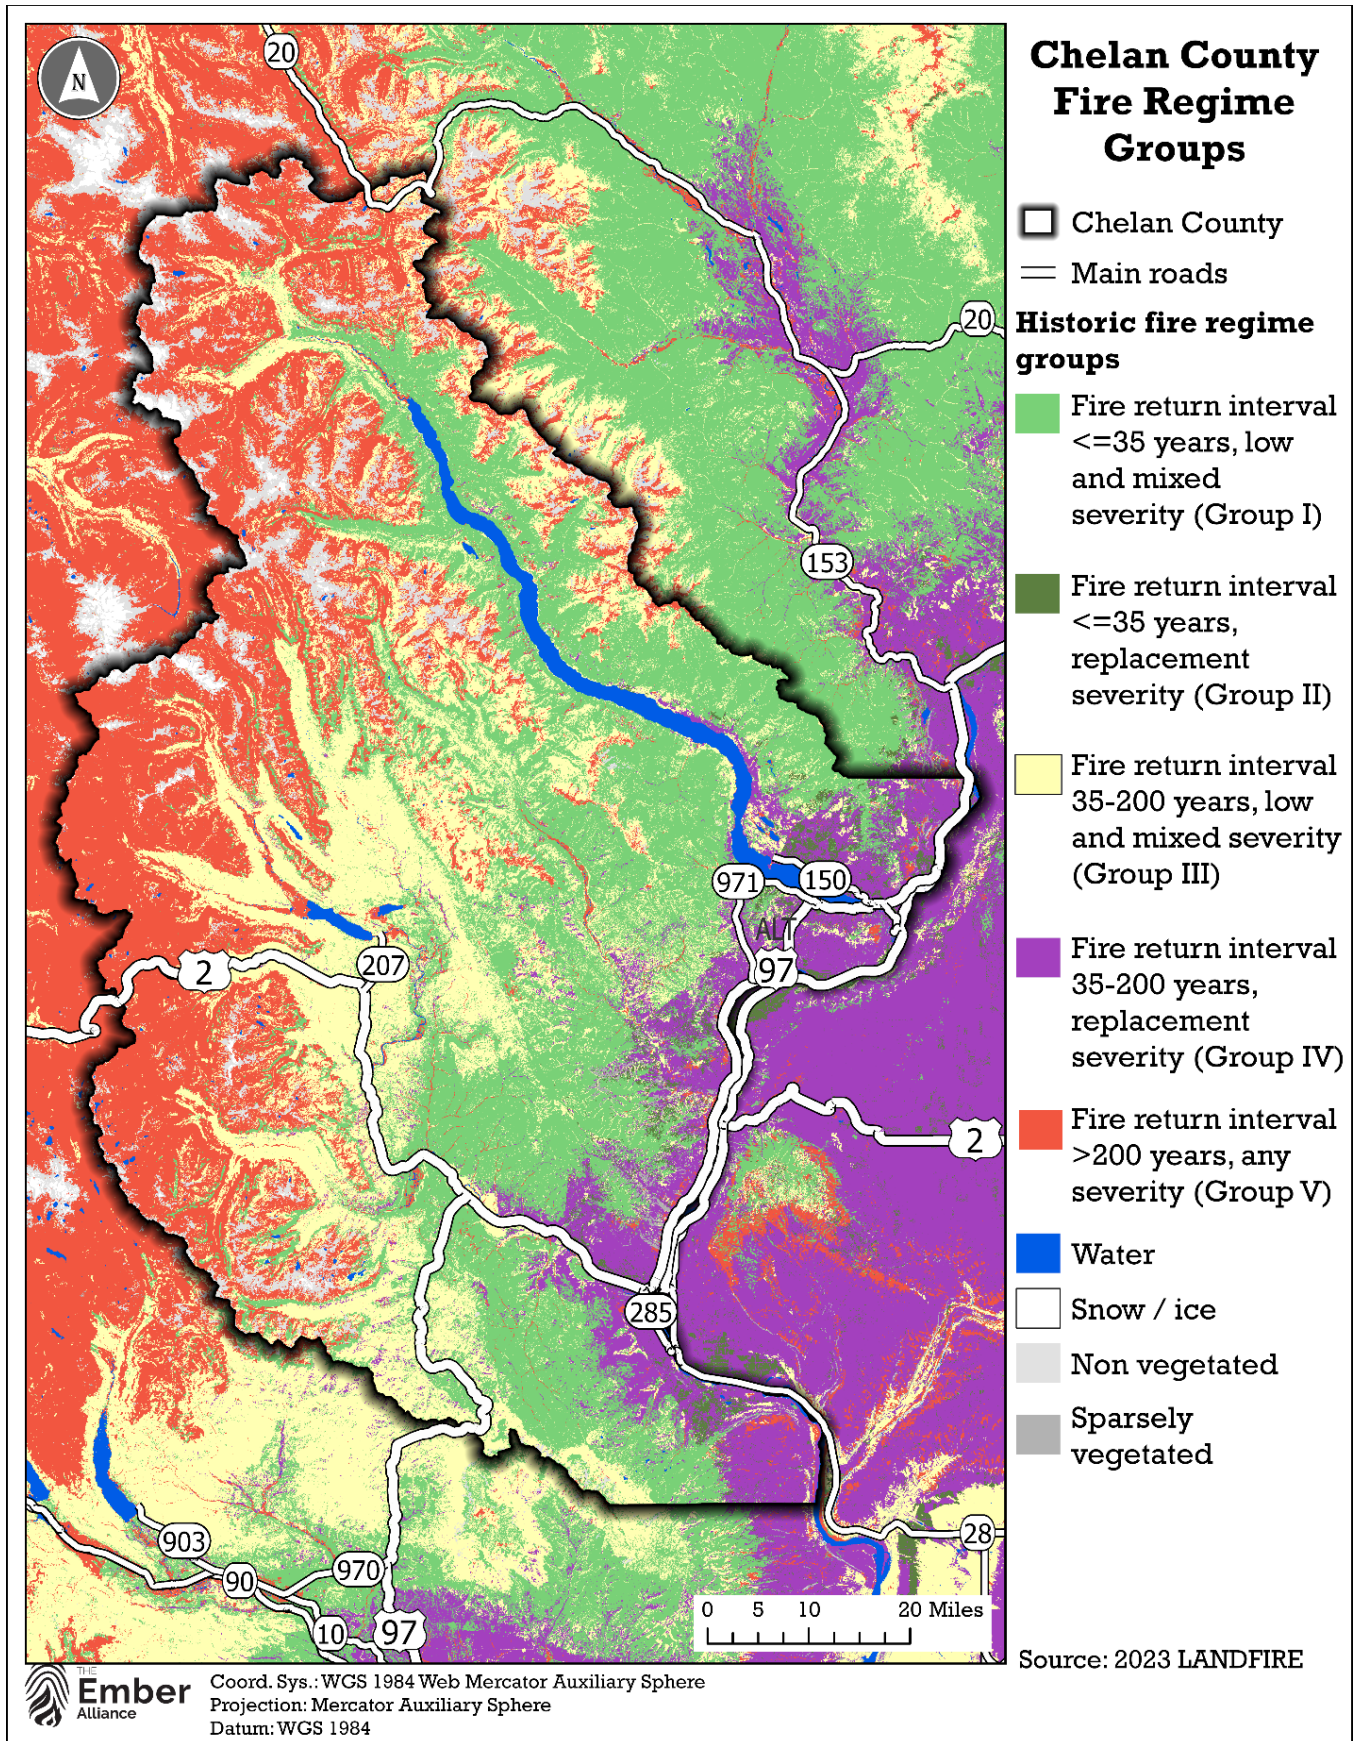 Chelan County
Fire Regime
Groups
Chelan County
Main roads
Historic fire regime
groups
Fire return interval
<=35 years, low
and mixed
severity (Group I)
Fire return interval
<=35 years,
replacement
severity (Group II)
Fire return interval
35-200 years, low
and mixed severity
(Group III)
Fire return interval
35-200 years,
replacement
severity (Group IV)
Fire return interval
>200 years, any
severity (Group V)
Water
Snow / ice
Non vegetated
Sparsely
vegetated
Source: 2023 LANDFIRE
N
20
20
153
971
150
ALT
97
2
207
2
285
903
90
970
10
97
28
0 5 10 20 Miles
THE
Ember
Alliance
Coord. Sys.: WGS 1984 Web Mercator Auxiliary Sphere
Projection: Mercator Auxiliary Sphere
Datum: WGS 1984